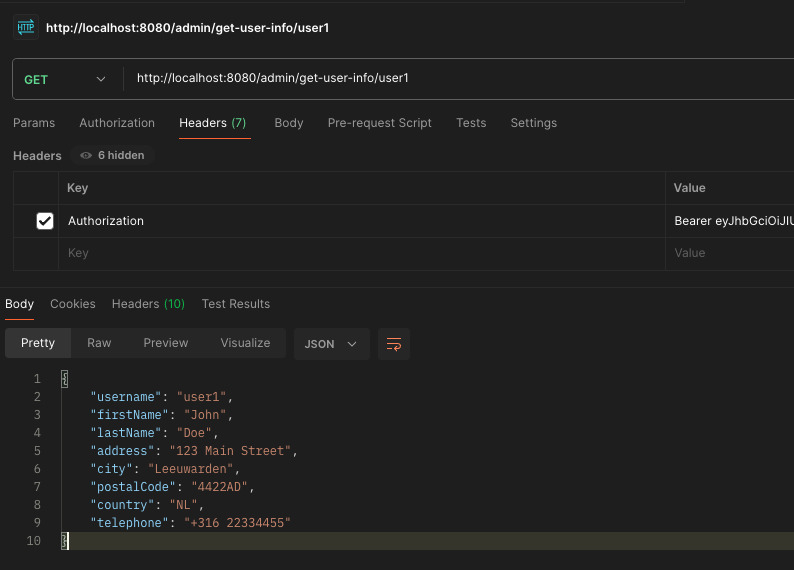 HTTP http://localhost:8080/admin/get-user-info/user1
GET http://localhost:8080/admin/get-user-info/user1
Params Authorization Headers (7) Body Pre-request Script Tests Settings
Headers 6 hidden
Key Value
Authorization Bearer eyJhbGciOiJIU
Key Value
Body Cookies Headers (10) Test Results
Pretty Raw Preview Visualize JSON
1 {
2 "username": "user1",
3 "firstName": "John",
4 "lastName": "Doe",
5 "address": "123 Main Street",
6 "city": "Leeuwarden",
7 "postalCode": "4422AD",
8 "country": "NL",
9 "telephone": "+316 22334455"
10 }